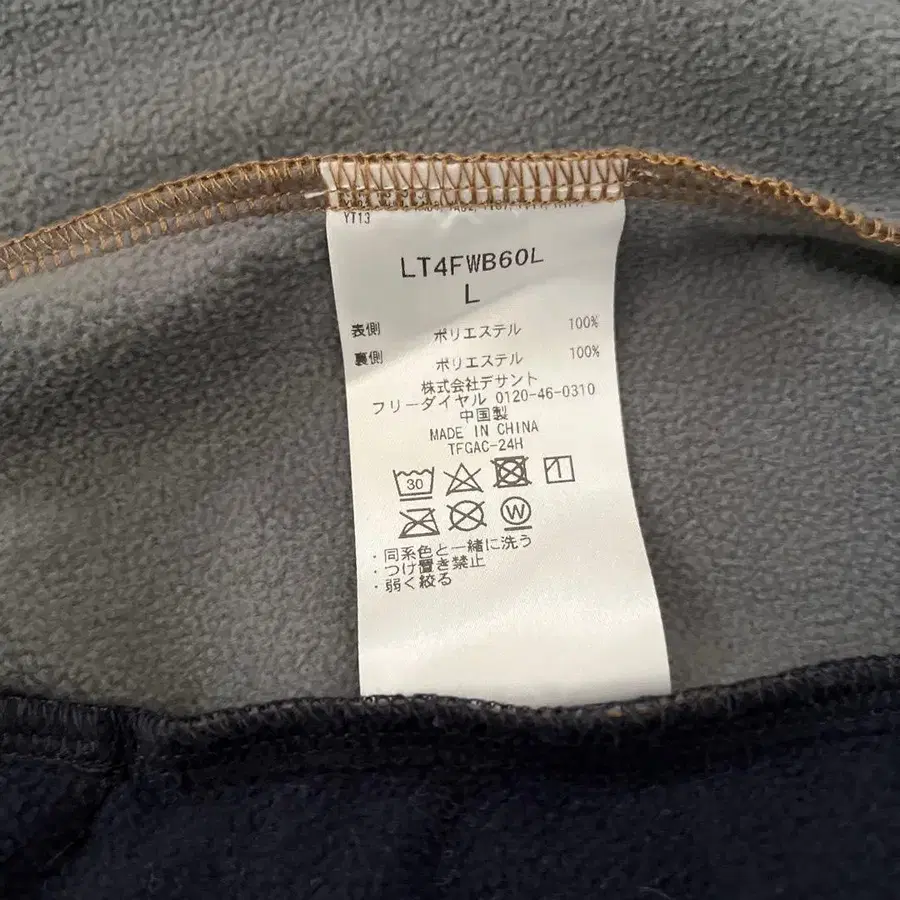 YT13
LT4FWB60L
L
表側 ポリエステル 100%
裏側 ポリエステル 100%
株式会社デサント
フリーダイヤル 0120-46-0310
中国製
MADE IN CHINA
TFGAC-24H
30 1
W
・同系色と一緒に洗う
・つけ置き禁止
・弱く絞る